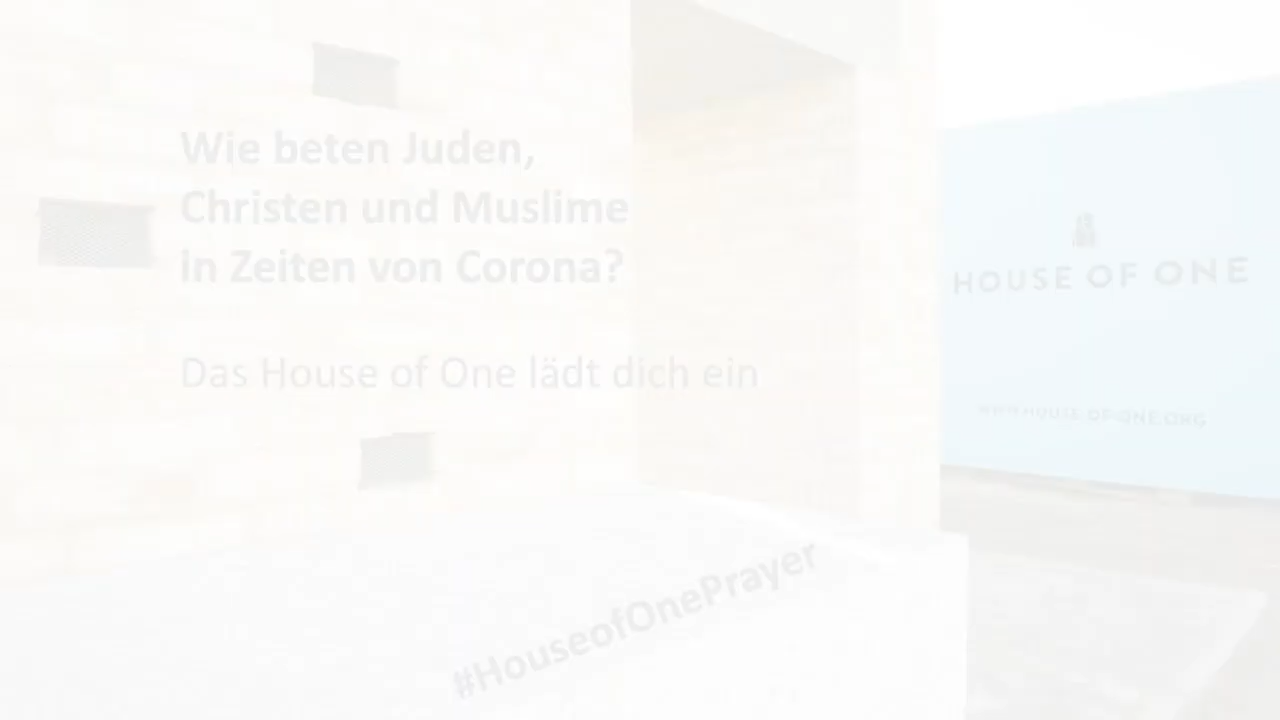 Wie beten Juden,
Christen und Muslime
in Zeiten von Corona?
Das House of One lädt dich ein
HOUSE OF ONE
WWW.HOUSE-OF-ONE.ORG
#HouseofOnePrayer